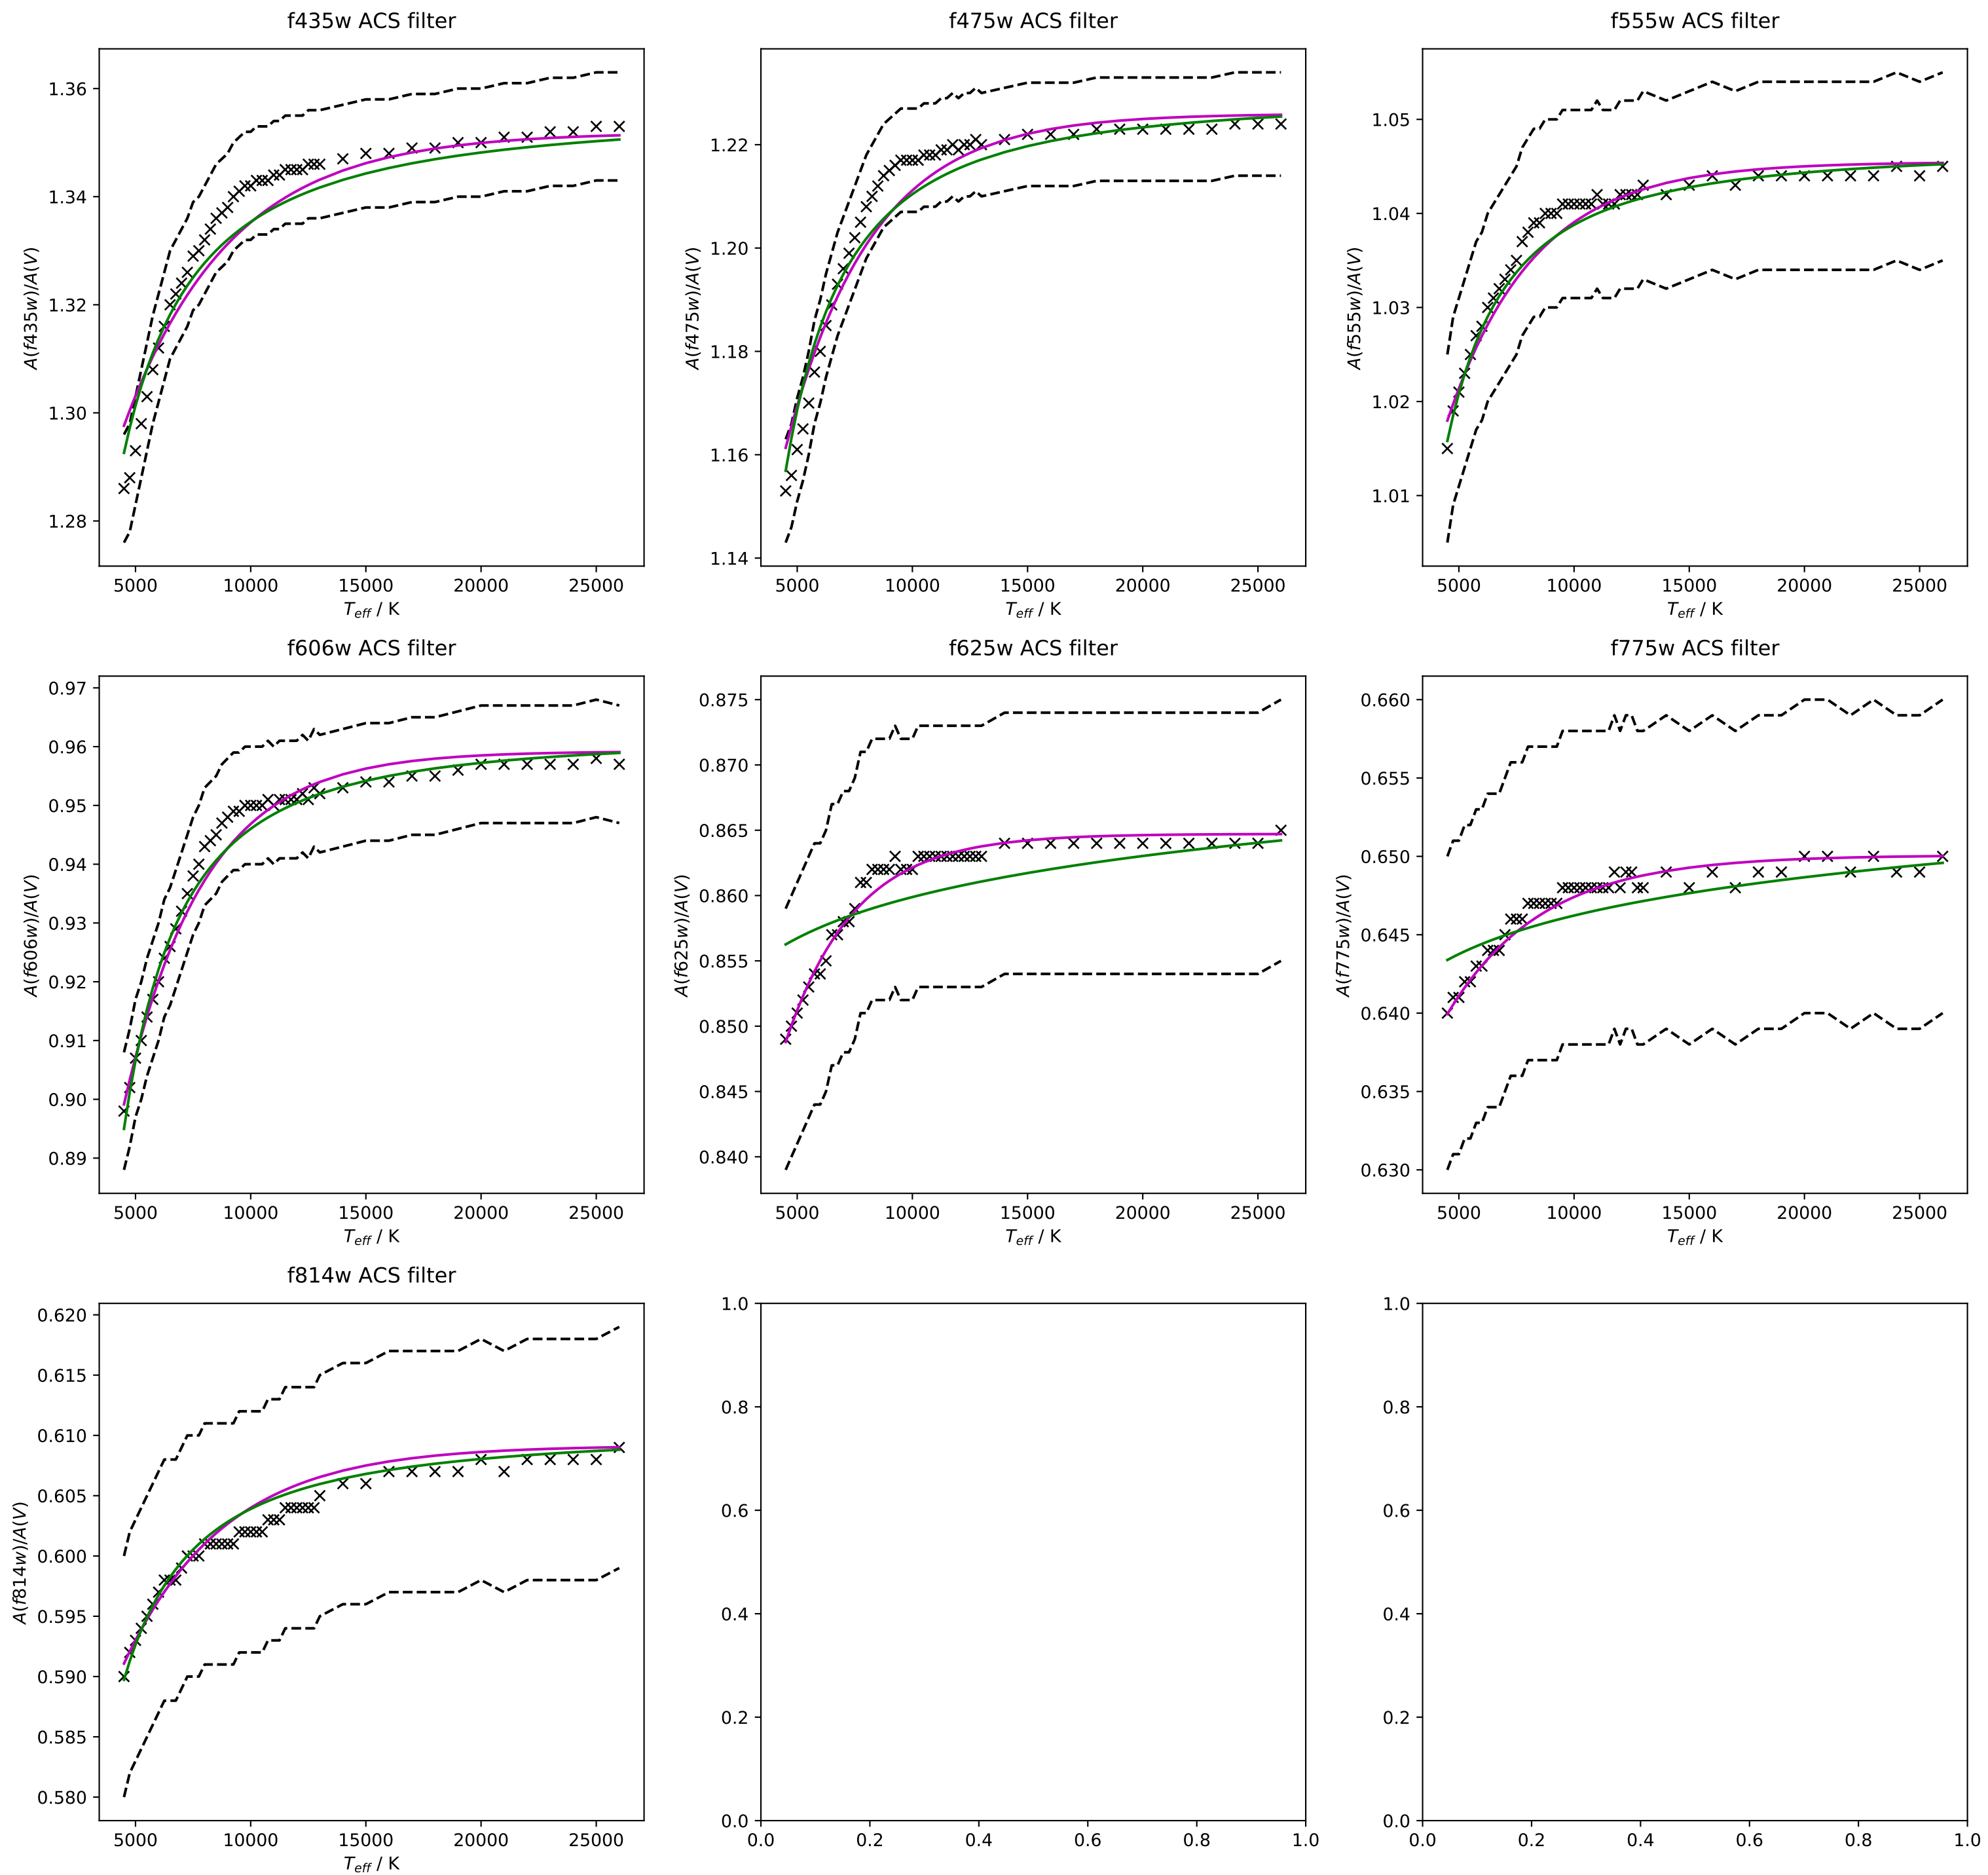 f435w ACS filter
f475w ACS filter
f555w ACS filter
1.36
1.34
1.32
1.30
1.28
A(f435w)/A(V)
5000 10000 15000 20000 25000
T_eff / K
1.22
1.20
1.18
1.16
1.14
A(f475w)/A(V)
5000 10000 15000 20000 25000
T_eff / K
1.05
1.04
1.03
1.02
1.01
A(f555w)/A(V)
5000 10000 15000 20000 25000
T_eff / K
f606w ACS filter
f625w ACS filter
f775w ACS filter
0.97
0.96
0.95
0.94
0.93
0.92
0.91
0.90
0.89
A(f606w)/A(V)
5000 10000 15000 20000 25000
T_eff / K
0.875
0.870
0.865
0.860
0.855
0.850
0.845
0.840
A(f625w)/A(V)
5000 10000 15000 20000 25000
T_eff / K
0.660
0.655
0.650
0.645
0.640
0.635
0.630
A(f775w)/A(V)
5000 10000 15000 20000 25000
T_eff / K
f814w ACS filter
0.620
0.615
0.610
0.605
0.600
0.595
0.590
0.585
0.580
A(f814w)/A(V)
5000 10000 15000 20000 25000
T_eff / K
1.0
0.8
0.6
0.4
0.2
0.0
0.0 0.2 0.4 0.6 0.8 1.0
1.0
0.8
0.6
0.4
0.2
0.0
0.0 0.2 0.4 0.6 0.8 1.0